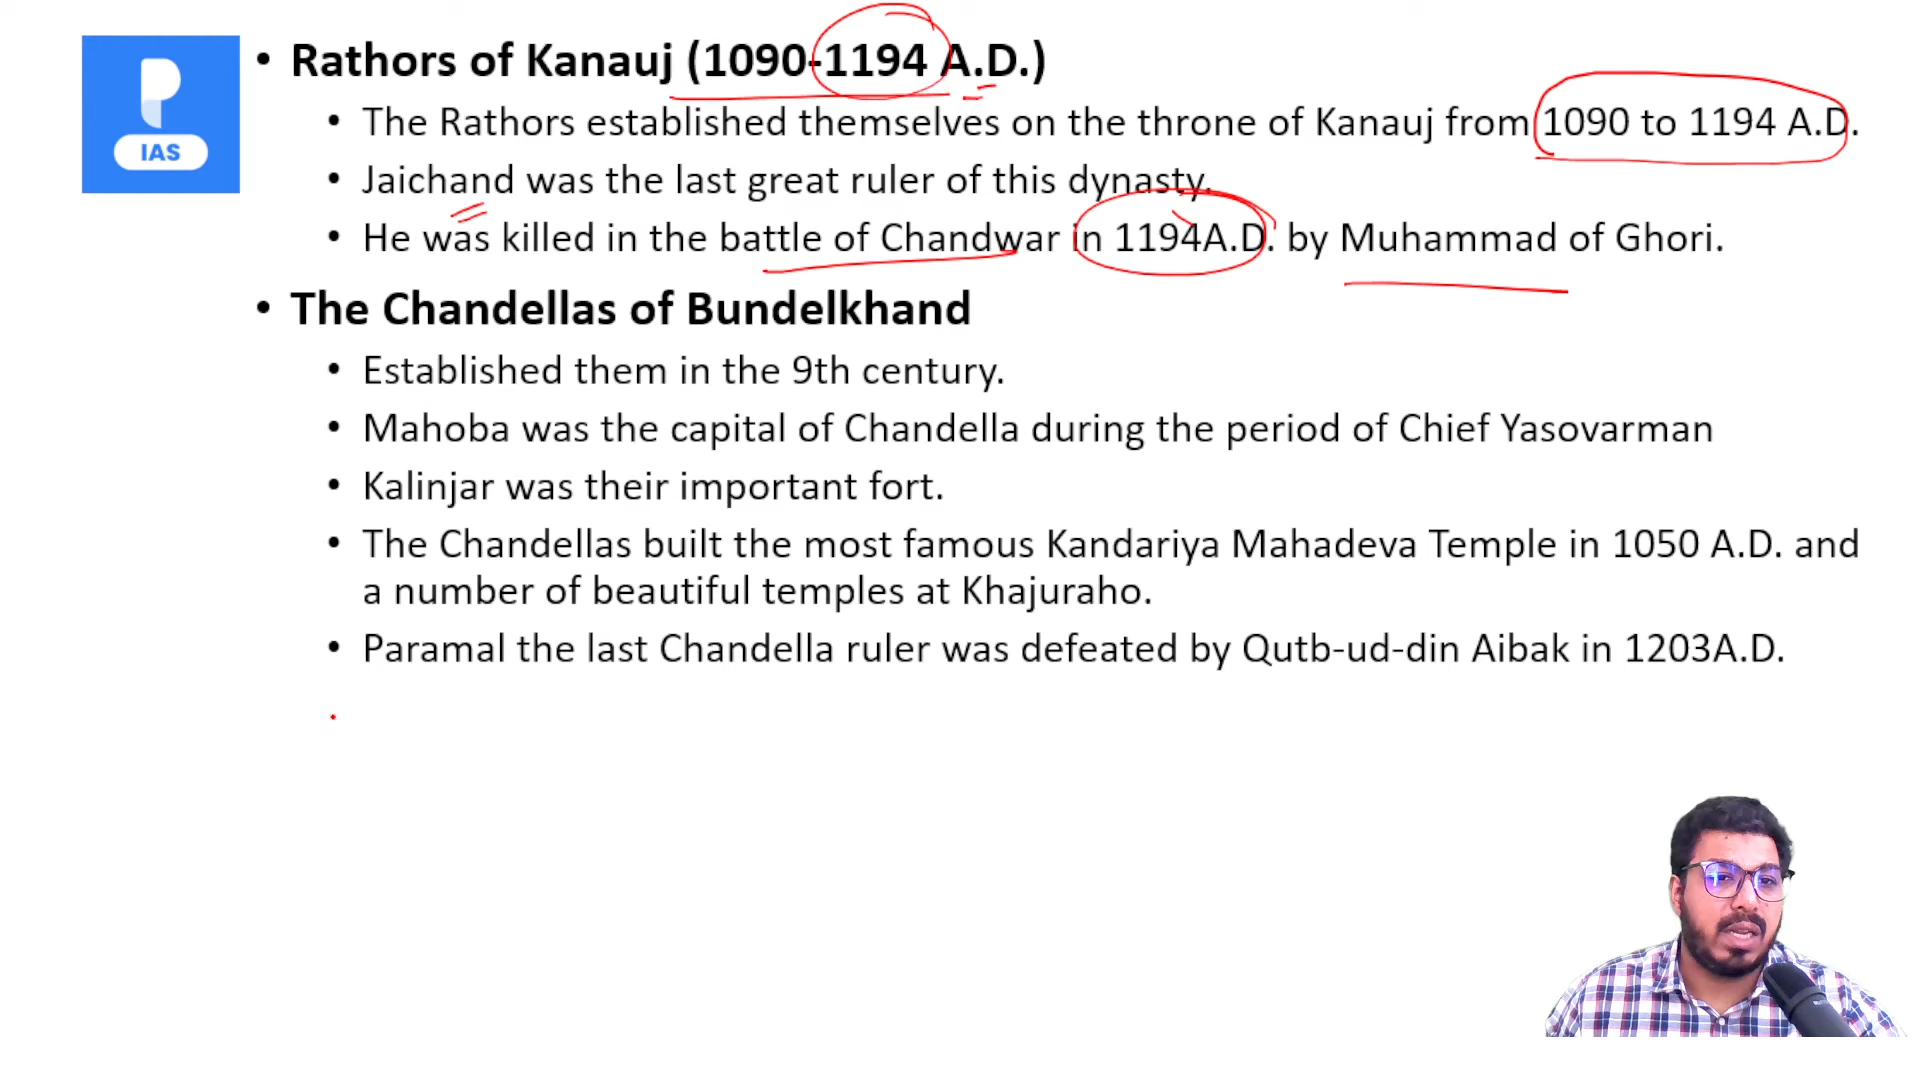 IAS
• Rathors of Kanauj (1090-1194 A.D.)
• The Rathors established themselves on the throne of Kanauj from 1090 to 1194 A.D.
• Jaichand was the last great ruler of this dynasty.
• He was killed in the battle of Chandwar in 1194A.D. by Muhammad of Ghori.
• The Chandellas of Bundelkhand
• Established them in the 9th century.
• Mahoba was the capital of Chandella during the period of Chief Yasovarman
• Kalinjar was their important fort.
• The Chandellas built the most famous Kandariya Mahadeva Temple in 1050 A.D. and
a number of beautiful temples at Khajuraho.
• Paramal the last Chandella ruler was defeated by Qutb-ud-din Aibak in 1203A.D.